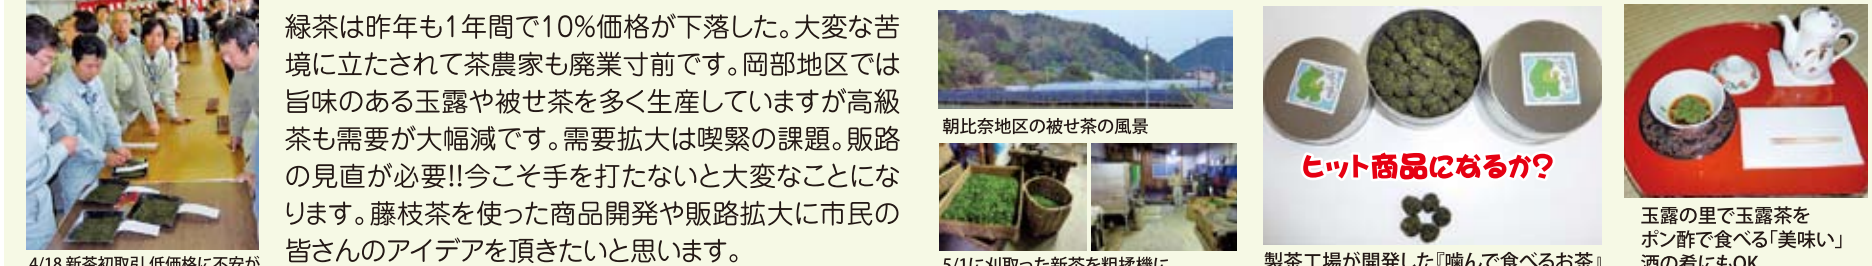 緑茶は昨年も1年間で10%価格が下落した。大変な苦
境に立たされて茶農家も廃業寸前です。岡部地区では
旨味のある玉露や被せ茶を多く生産していますが高級
茶も需要が大幅減です。需要拡大は喫緊の課題。販路
の見直が必要!!今こそ手を打たないと大変なことにな
ります。藤枝茶を使った商品開発や販路拡大に市民の
皆さんのアイデアを頂きたいと思います。
4/18 新茶初取引 低価格に不安が
朝比奈地区の被せ茶の風景
5/1に刈取った新茶を粗揉機に
ヒット商品になるか?
製茶工場が開発した『噛んで食べるお茶』
玉露の里で玉露茶を
ポン酢で食べる「美味い」
酒の肴にもOK